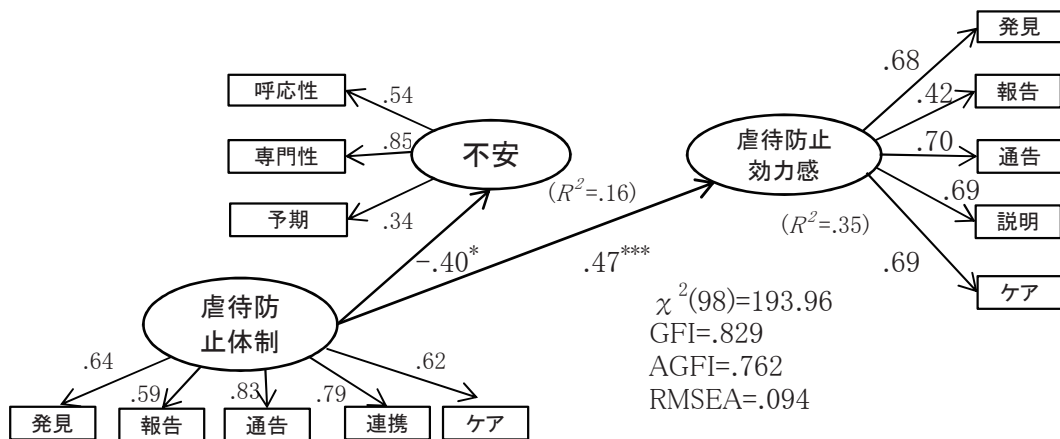 発見
.68
呼応性
.54
.42
報告
専門性
.85
不安
虐待防止
効力感
.70
通告
(R²=.16)
.69
説明
予期
.34
(R²=.35)
-.40*
.47***
.69
ケア
虐待防
止体制
χ²(98)=193.96
GFI=.829
AGFI=.762
RMSEA=.094
.64
.59
.83
.79
.62
発見
報告
通告
連携
ケア